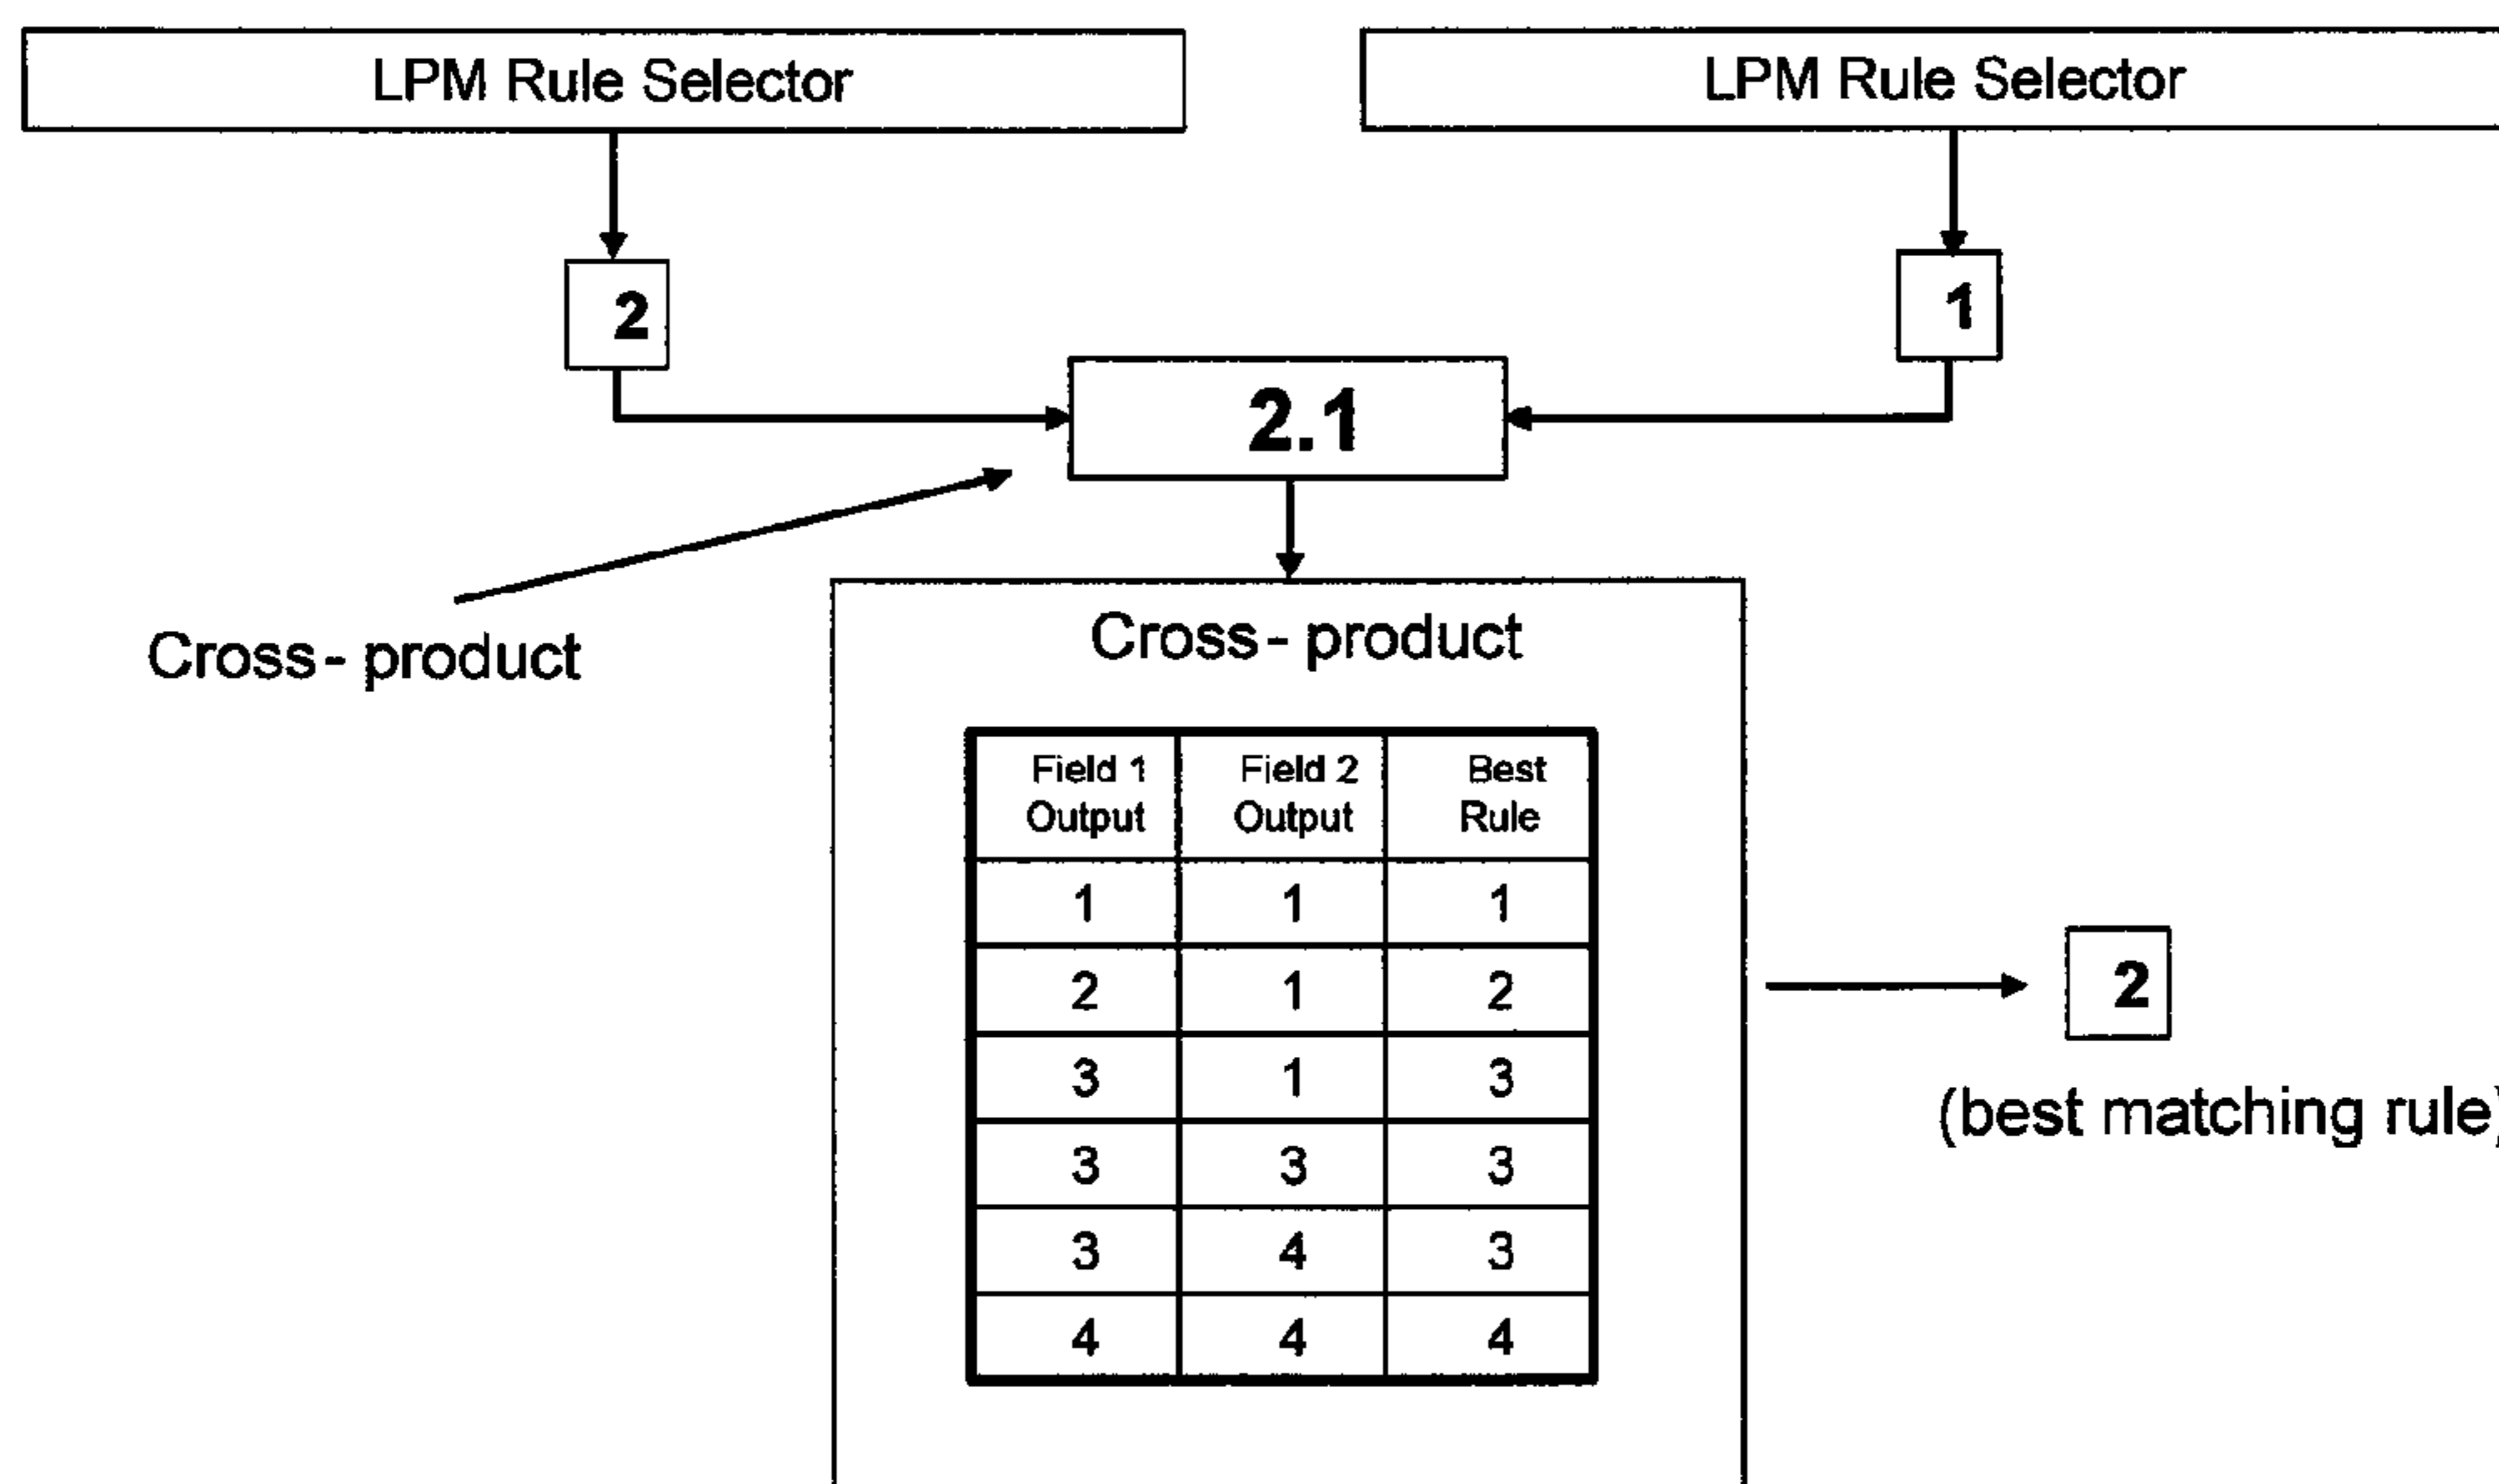 LPM Rule Selector
LPM Rule Selector
2
1
2.1
Cross- product
Cross- product
Field 1 Field 2 Best
Output Output Rule
1 1 1
2 1 2
3 1 3
3 3 3
3 4 3
4 4 4
2
(best matching rule)